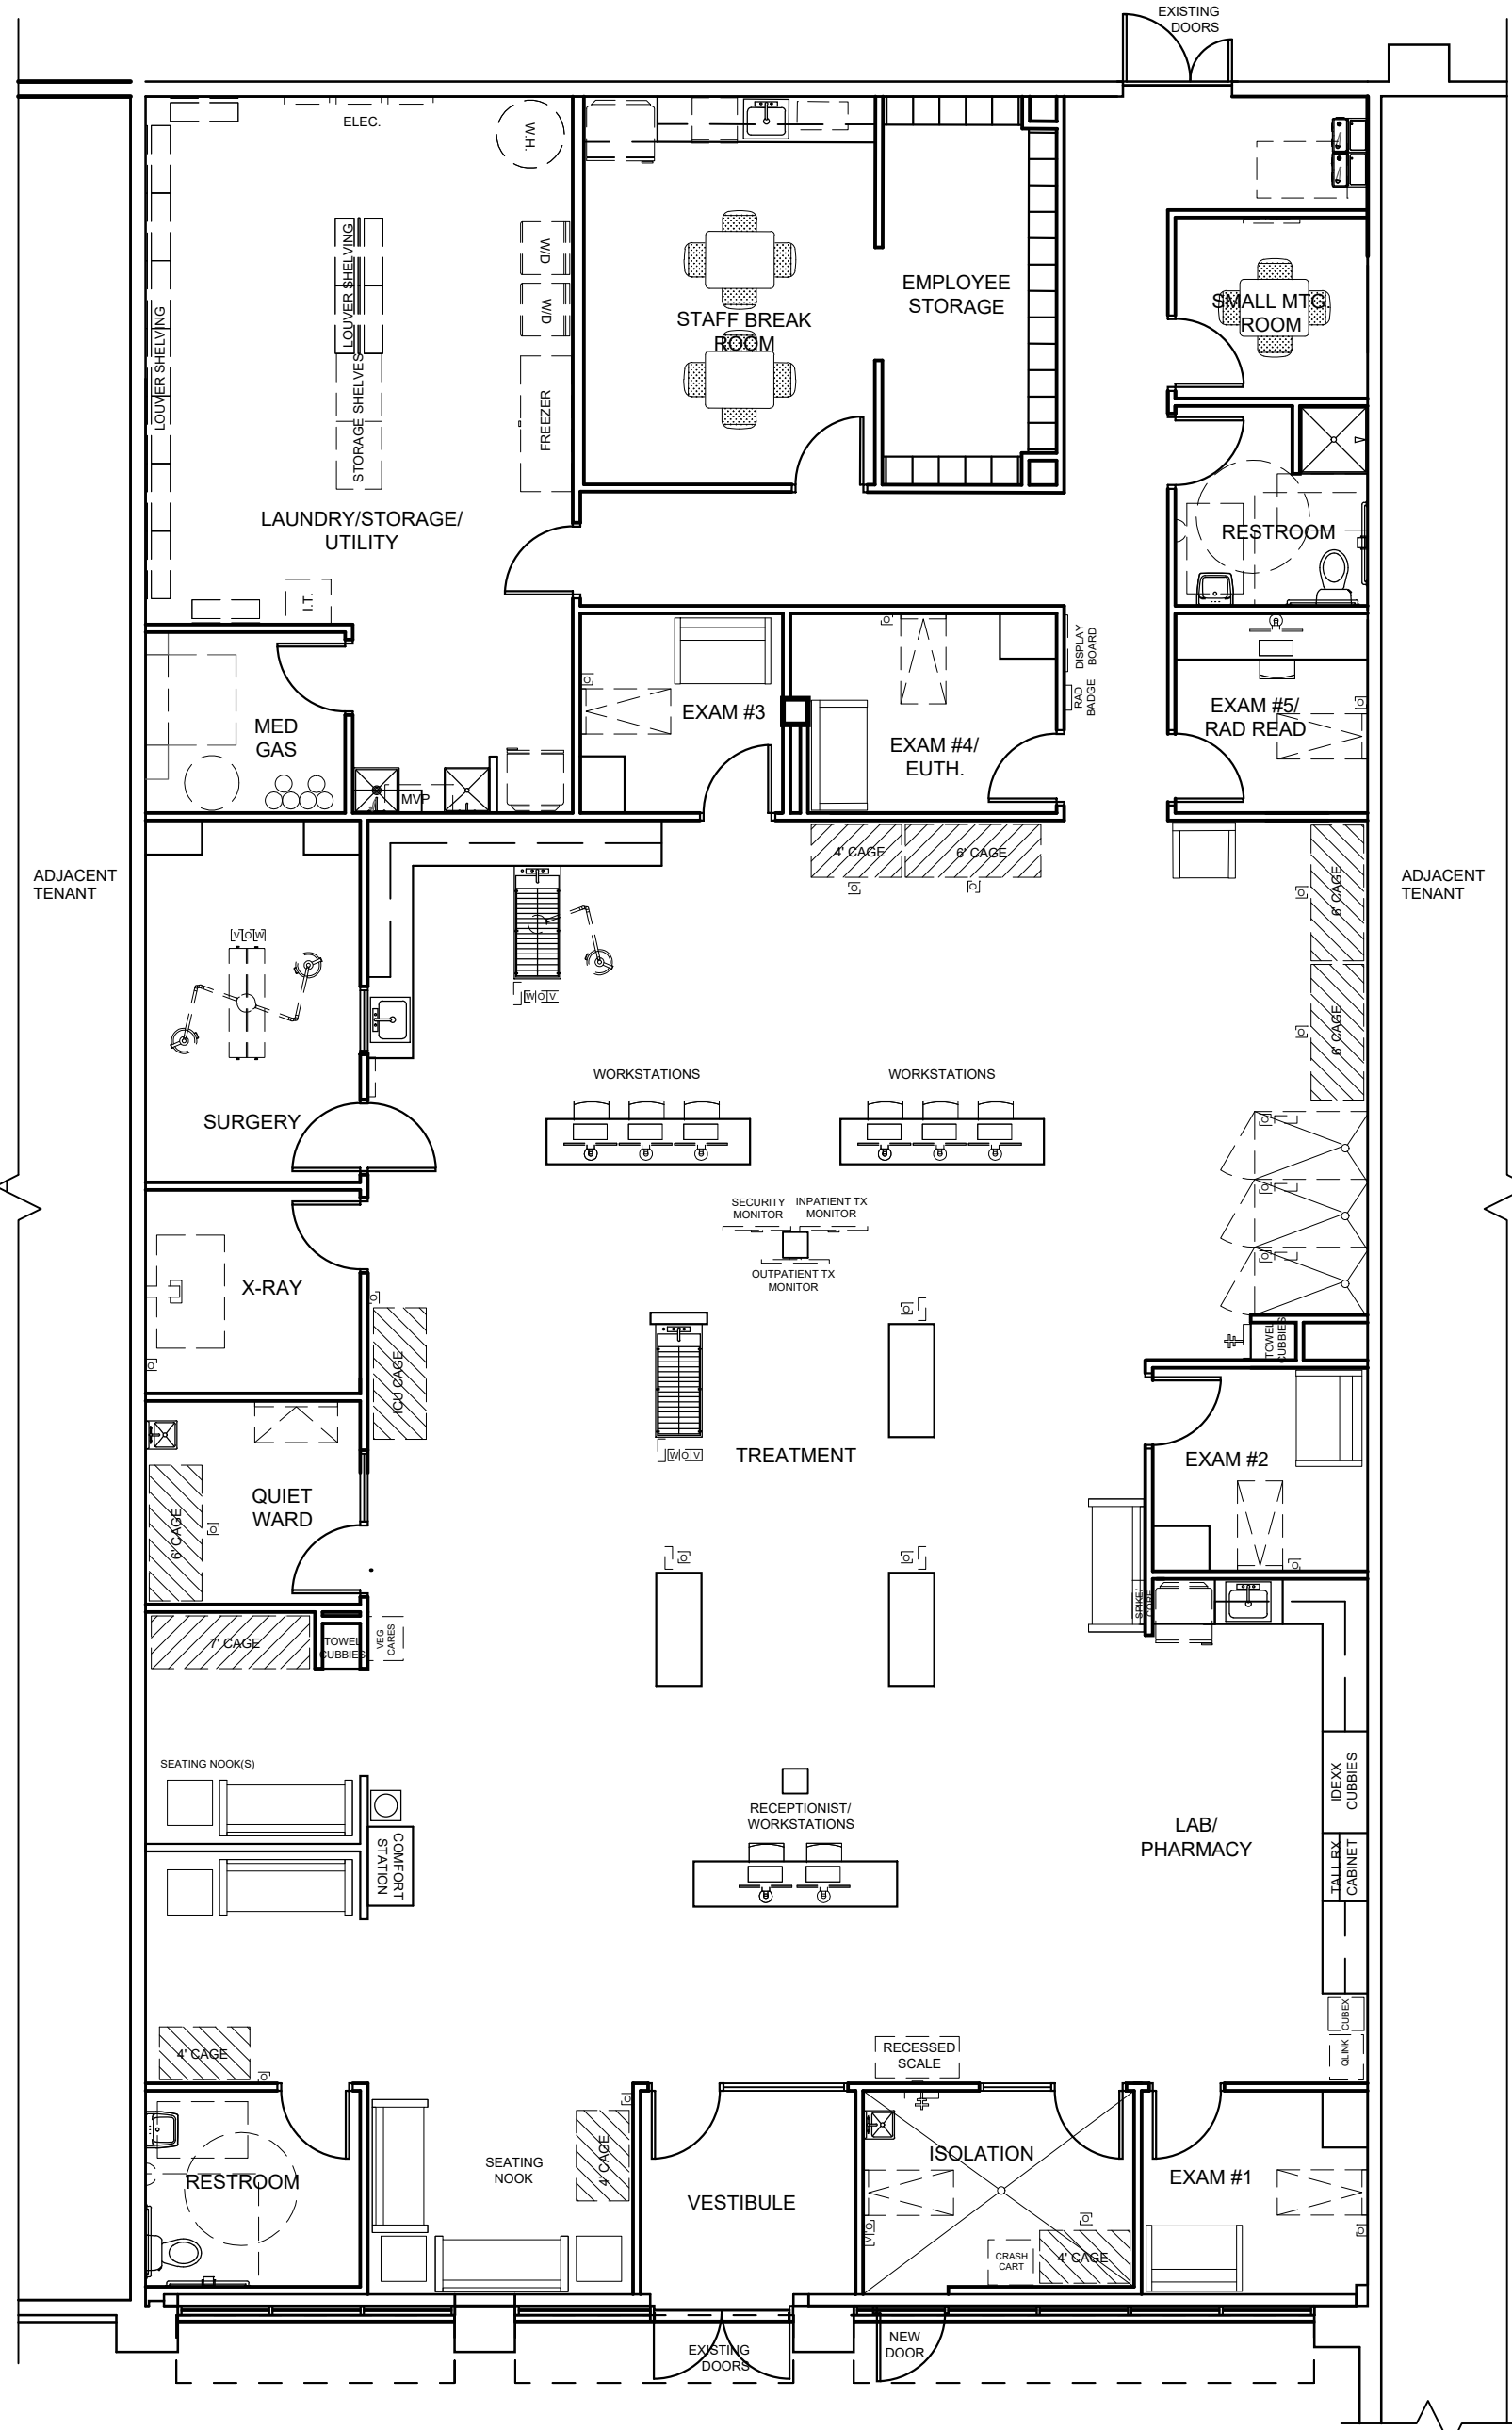 EXISTING
DOORS
ELEC.
W.H.
LOUVER SHELVING
LOUVER SHELVING
STORAGE SHELVES
W/D
W/D
FREEZER
STAFF BREAK
ROOM
EMPLOYEE
STORAGE
SMALL MTG.
ROOM
LAUNDRY/STORAGE/
UTILITY
I.T.
RESTROOM
MED
GAS
MVP
EXAM #3
EXAM #4/
EUTH.
DISPLAY
BOARD
RAD
BADGE
EXAM #5/
RAD READ
ADJACENT
TENANT
4' CAGE
6' CAGE
6' CAGE
ADJACENT
TENANT
V O W
W O V
6' CAGE
SURGERY
WORKSTATIONS
WORKSTATIONS
SECURITY
MONITOR
INPATIENT TX
MONITOR
OUTPATIENT TX
MONITOR
X-RAY
ICU CAGE
TOWEL
CUBBIES
W O V
TREATMENT
EXAM #2
QUIET
WARD
6' CAGE
SPIKE/
CORE
7' CAGE
TOWEL
CUBBIES
VEG
CARES
SEATING NOOK(S)
COMFORT
STATION
RECEPTIONIST/
WORKSTATIONS
LAB/
PHARMACY
IDEXX
CUBBIES
TALL RX
CABINET
CUBEX
QLINK
4' CAGE
RECESSED
SCALE
RESTROOM
SEATING
NOOK
4' CAGE
VESTIBULE
ISOLATION
V O
CRASH
CART
4' CAGE
EXAM #1
EXISTING
DOORS
NEW
DOOR